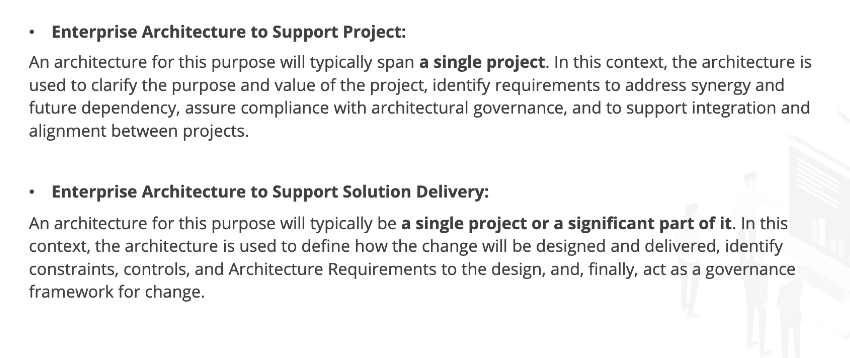 • Enterprise Architecture to Support Project:
An architecture for this purpose will typically span a single project. In this context, the architecture is
used to clarify the purpose and value of the project, identify requirements to address synergy and
future dependency, assure compliance with architectural governance, and to support integration and
alignment between projects.
• Enterprise Architecture to Support Solution Delivery:
An architecture for this purpose will typically be a single project or a significant part of it. In this
context, the architecture is used to define how the change will be designed and delivered, identify
constraints, controls, and Architecture Requirements to the design, and, finally, act as a governance
framework for change.